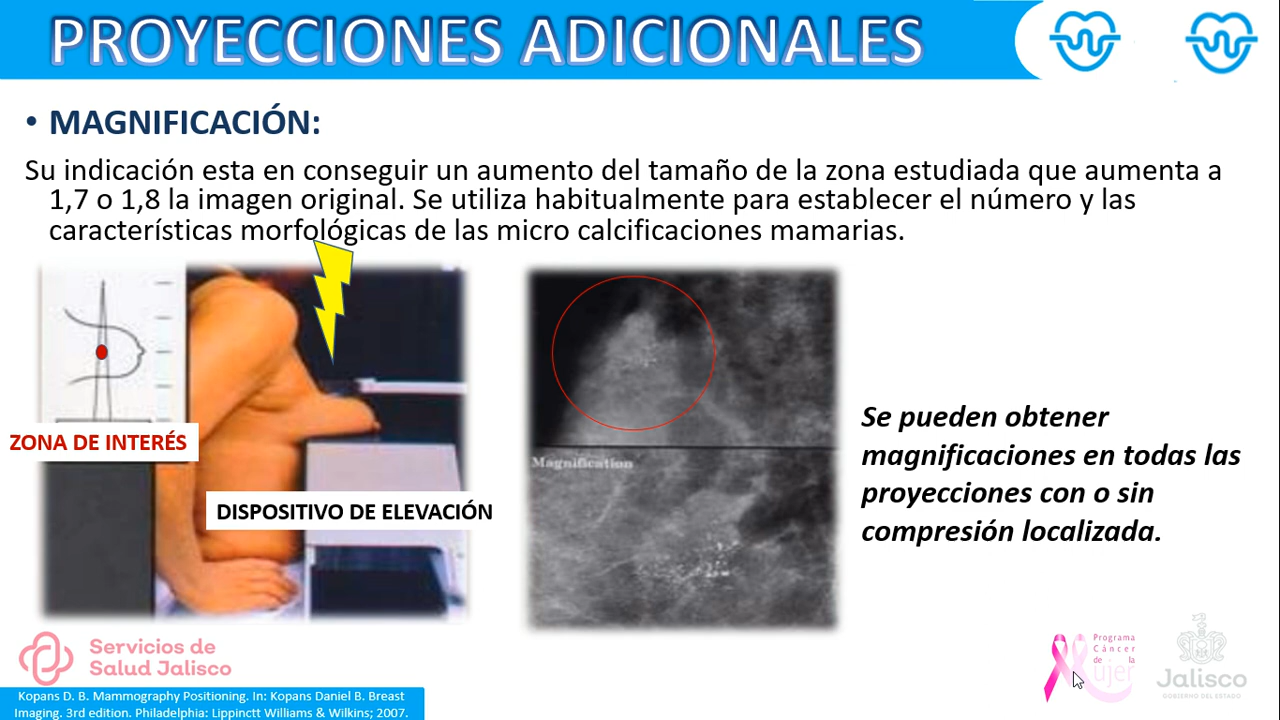 PROYECCIONES ADICIONALES
• MAGNIFICACIÓN:
Su indicación esta en conseguir un aumento del tamaño de la zona estudiada que aumenta a
1,7 o 1,8 la imagen original. Se utiliza habitualmente para establecer el número y las
características morfológicas de las micro calcificaciones mamarias.
ZONA DE INTERÉS
DISPOSITIVO DE ELEVACIÓN
Magnification
Se pueden obtener
magnificaciones en todas las
proyecciones con o sin
compresión localizada.
Servicios de
Salud Jalisco
Programa
Cáncer
de la
Mujer
Jalisco
GOBIERNO DEL ESTADO
Kopans D. B. Mammography Positioning. In: Kopans Daniel B. Breast
Imaging. 3rd edition. Philadelphia: Lippinctt Williams & Wilkins; 2007.